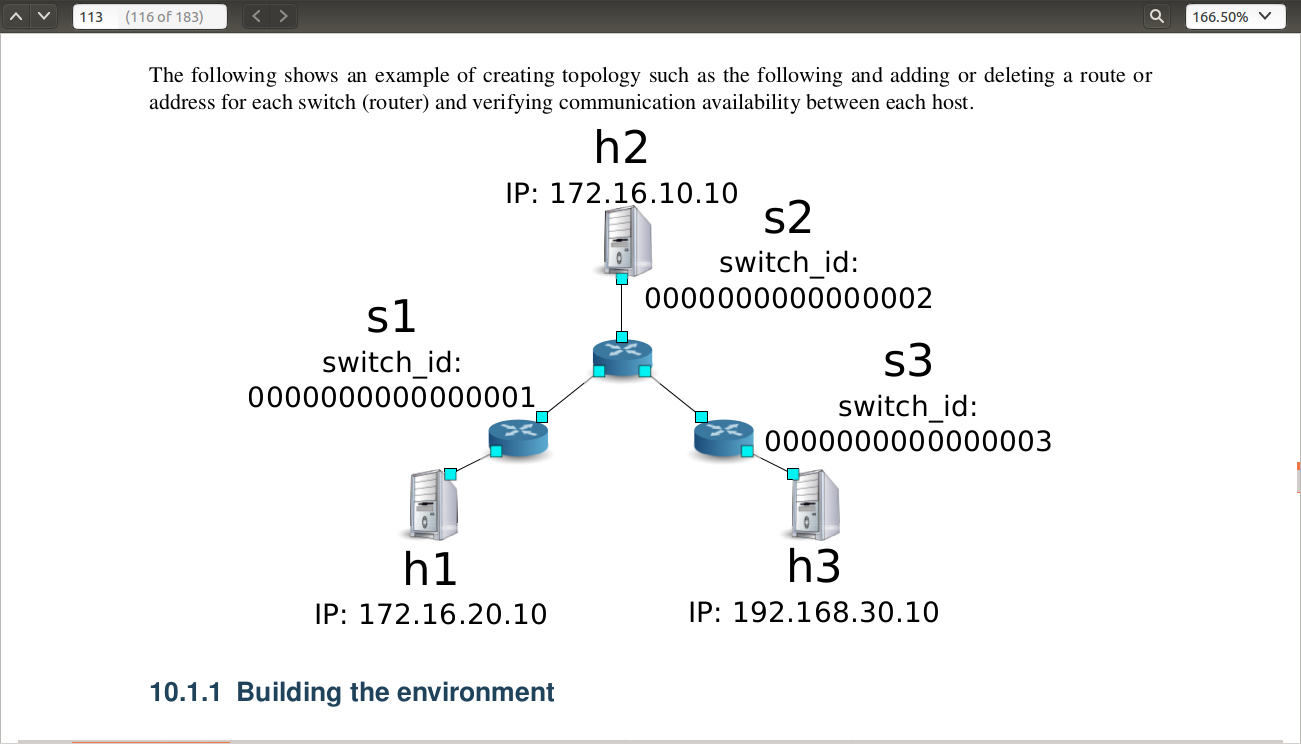 113 (116 of 183)
166.50%
The following shows an example of creating topology such as the following and adding or deleting a route or
address for each switch (router) and verifying communication availability between each host.
h2
IP: 172.16.10.10
s2
switch_id:
0000000000000002
s1
switch_id:
0000000000000001
s3
switch_id:
0000000000000003
h1
IP: 172.16.20.10
h3
IP: 192.168.30.10
10.1.1 Building the environment